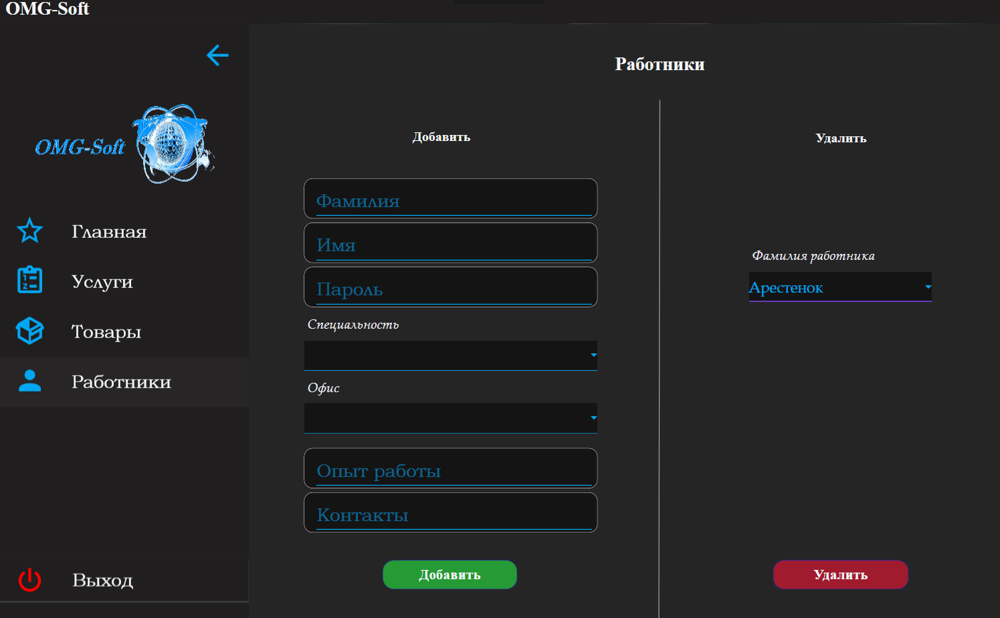 OMG-Soft
OMG-Soft
Главная
Услуги
Товары
Работники
Выход
Работники
Добавить
Фамилия
Имя
Пароль
Специальность
Офис
Опыт работы
Контакты
Добавить
Удалить
Фамилия работника
Арестенок
Удалить